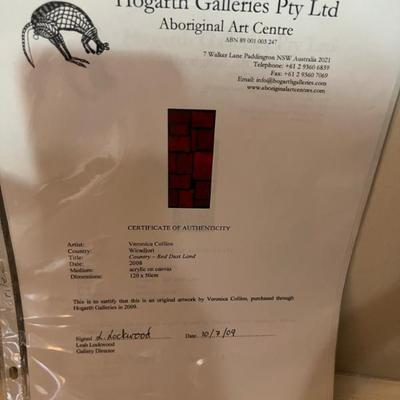 Hogarth Galleries Pty Ltd
Aboriginal Art Centre
ABN 89 001 003 247
7 Walker Lane Paddington NSW Australia 2021
Telephone: +61 2 9360 6839
Fax: +61 2 9360 7069
Email: info@hogarthgalleries.com
www.aboriginalartcentres.com
CERTIFICATE OF AUTHENTICITY
Artist: Veronica Collins
Country: Wiradjuri
Title: Country - Red Dust Land
Date: 2008
Medium: acrylic on canvas
Dimensions: 120 x 50cm
This is to certify that this is an original artwork by Veronica Collins, purchased through
Hogarth Galleries in 2009.
Signed L. Lockwood Date: 10/7/09
Leah Lockwood
Gallery Director